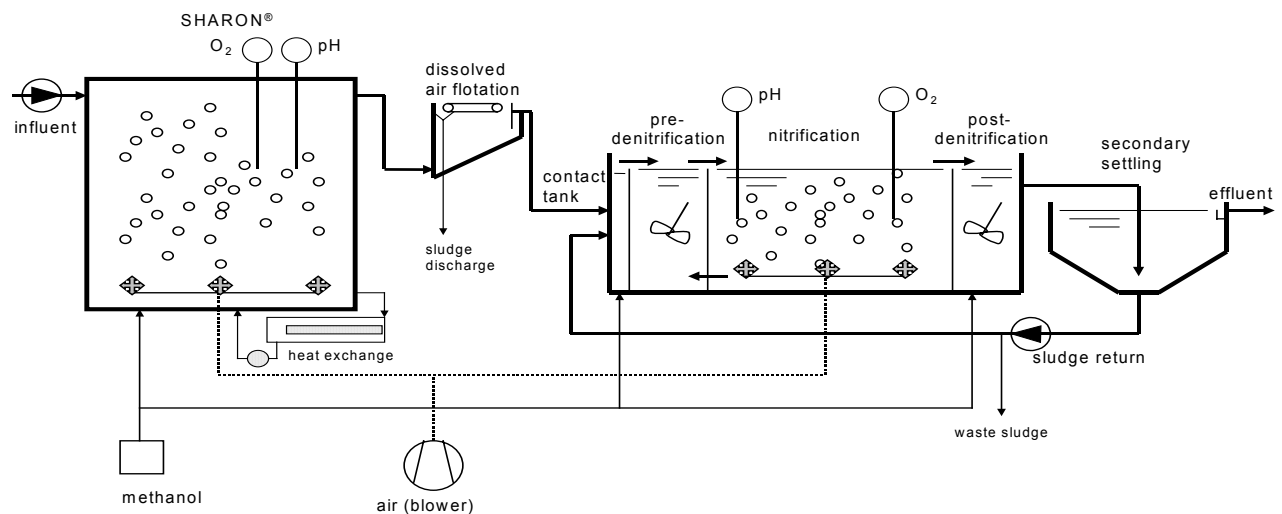 SHARON®
O2
pH
influent
dissolved
air flotation
sludge
discharge
heat exchange
methanol
air (blower)
contact
tank
pre-
denitrification
pH
nitrification
O2
post-
denitrification
secondary
settling
effluent
sludge return
waste sludge